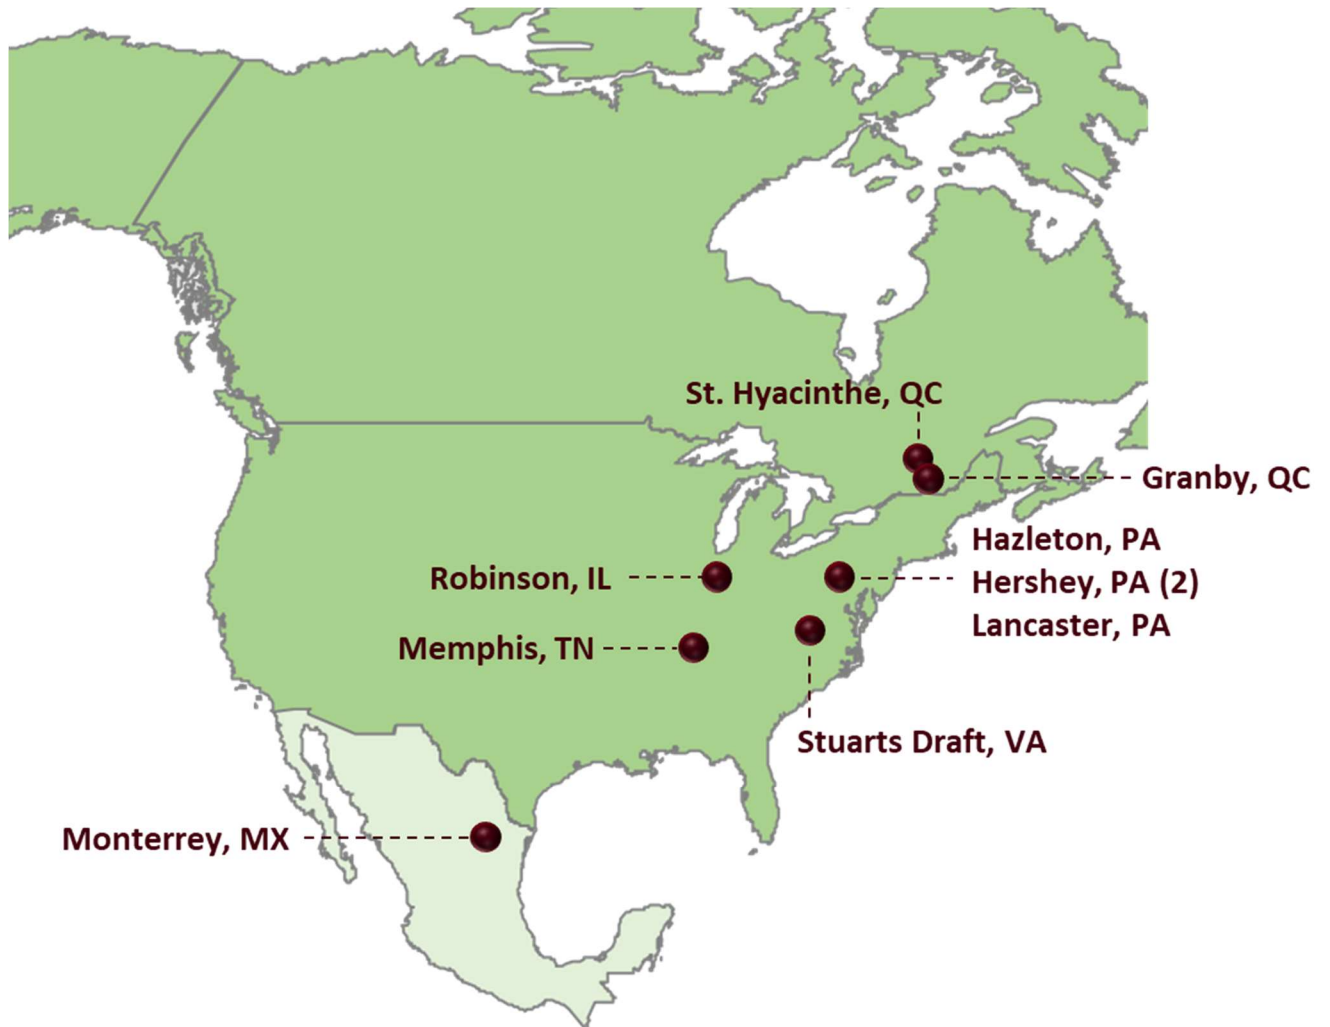 St. Hyacinthe, QC
Granby, QC
Hazleton, PA
Robinson, IL
Hershey, PA (2)
Lancaster, PA
Memphis, TN
Stuarts Draft, VA
Monterrey, MX